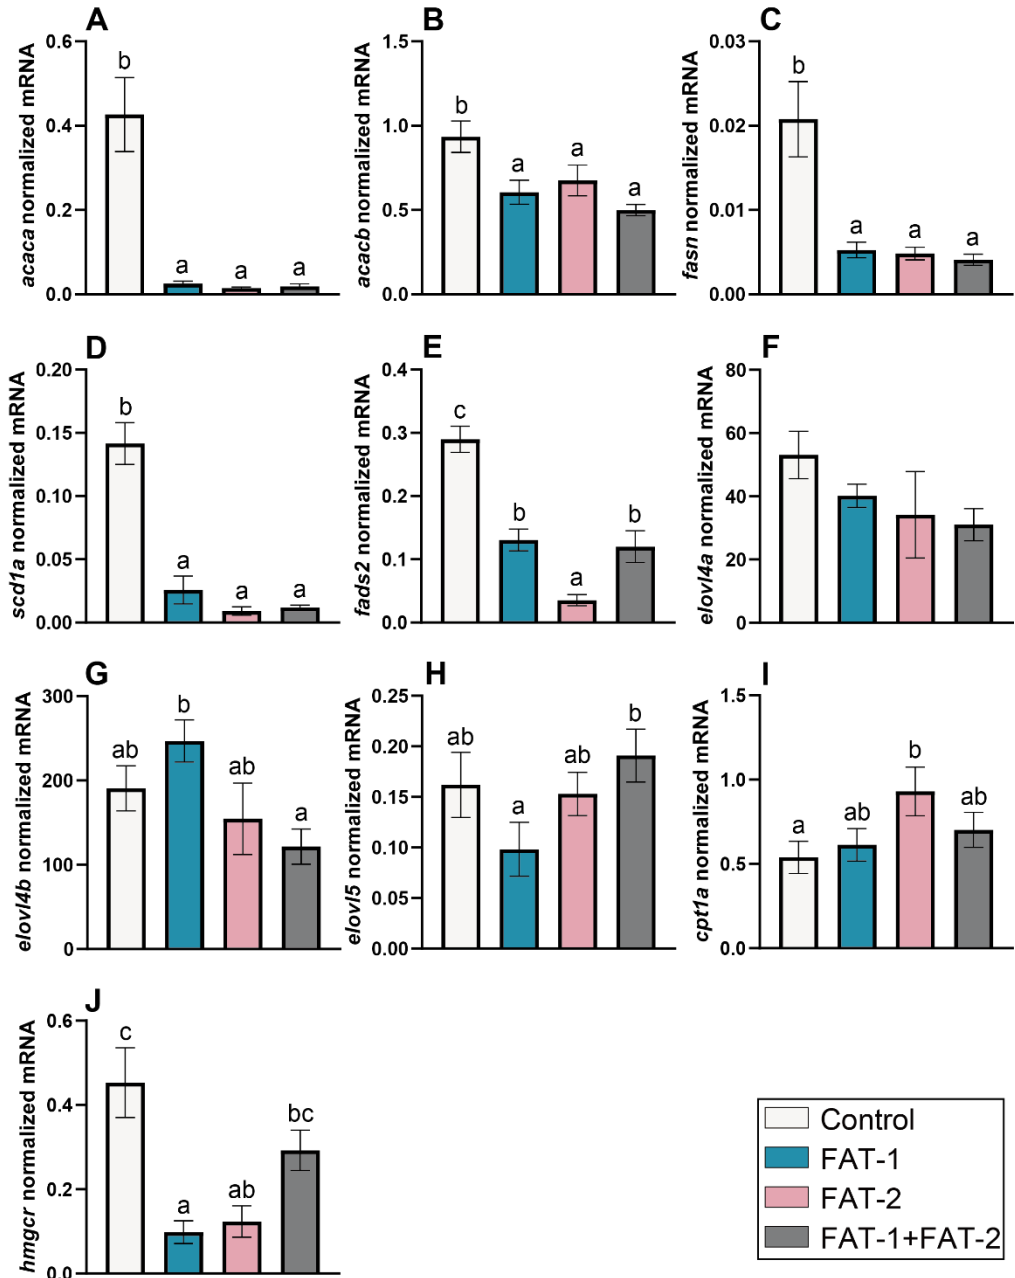 A
acaca normalized mRNA
0.6
0.4
0.2
0.0
b
a
a
a
B
acacb normalized mRNA
1.5
1.0
0.5
0.0
b
a
a
a
C
fasn normalized mRNA
0.03
0.02
0.01
0.00
b
a
a
a
D
scd1a normalized mRNA
0.20
0.15
0.10
0.05
0.00
b
a
a
a
E
fads2 normalized mRNA
0.4
0.3
0.2
0.1
0.0
c
b
a
b
F
elovl4a normalized mRNA
80
60
40
20
0
G
elovl4b normalized mRNA
300
200
100
0
ab
b
ab
a
H
elovl5 normalized mRNA
0.25
0.20
0.15
0.10
0.05
0.00
ab
a
ab
b
I
cpt1a normalized mRNA
1.5
1.0
0.5
0.0
a
ab
b
ab
J
hmgcr normalized mRNA
0.6
0.4
0.2
0.0
c
a
ab
bc
Control
FAT-1
FAT-2
FAT-1+FAT-2